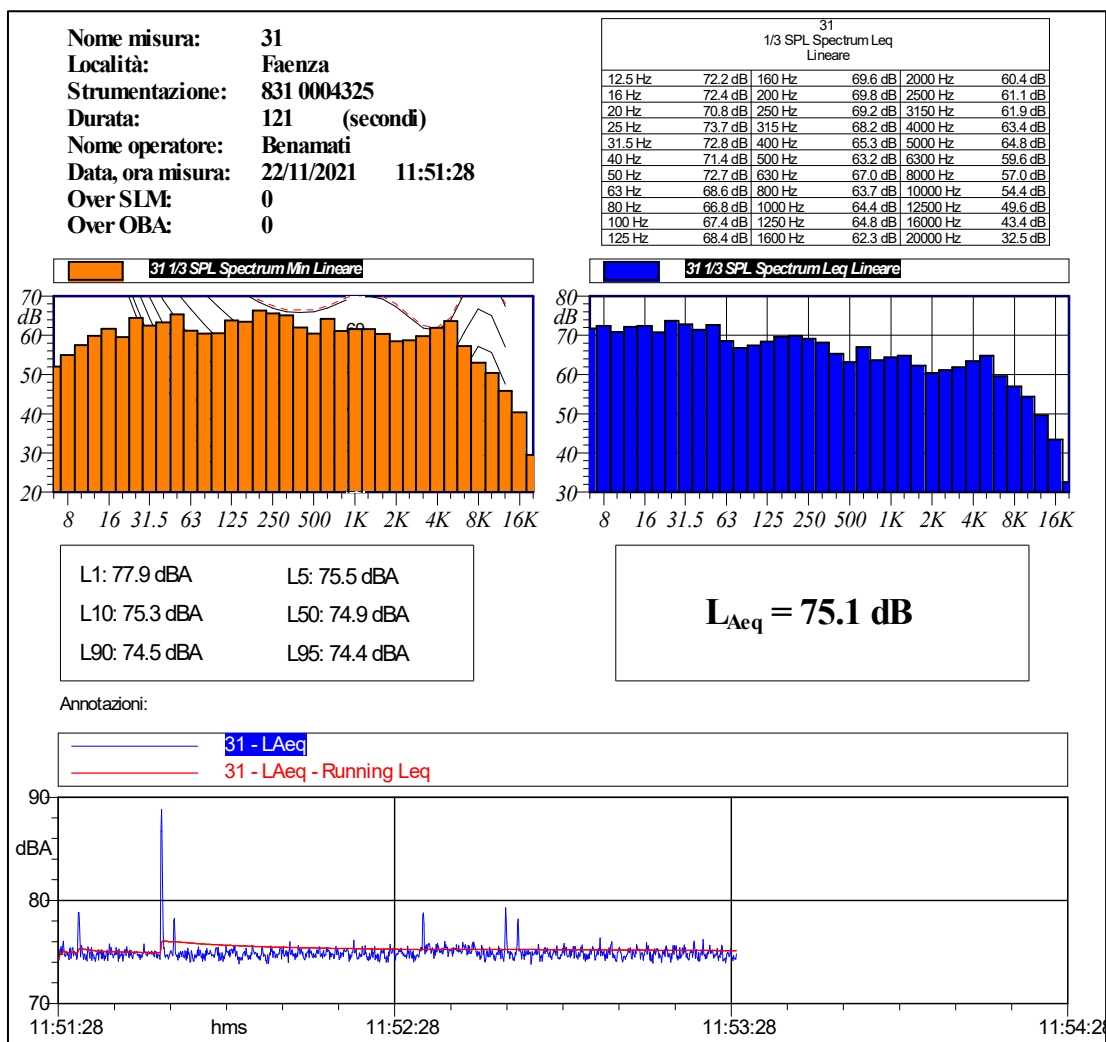 Nome misura: 31
Località: Faenza
Strumentazione: 831 0004325
Durata: 121 (secondi)
Nome operatore: Benamati
Data, ora misura: 22/11/2021 11:51:28
Over SLM: 0
Over OBA: 0
31
1/3 SPL Spectrum Leq
Lineare
12.5 Hz 72.2 dB 160 Hz 69.6 dB 2000 Hz 60.4 dB
16 Hz 72.4 dB 200 Hz 69.8 dB 2500 Hz 61.1 dB
20 Hz 70.8 dB 250 Hz 69.2 dB 3150 Hz 61.9 dB
25 Hz 73.7 dB 315 Hz 68.2 dB 4000 Hz 63.4 dB
31.5 Hz 72.8 dB 400 Hz 65.3 dB 5000 Hz 64.8 dB
40 Hz 71.4 dB 500 Hz 63.2 dB 6300 Hz 59.6 dB
50 Hz 72.7 dB 630 Hz 67.0 dB 8000 Hz 57.0 dB
63 Hz 68.6 dB 800 Hz 63.7 dB 10000 Hz 54.4 dB
80 Hz 66.8 dB 1000 Hz 64.4 dB 12500 Hz 49.6 dB
100 Hz 67.4 dB 1250 Hz 64.8 dB 16000 Hz 43.4 dB
125 Hz 68.4 dB 1600 Hz 62.3 dB 20000 Hz 32.5 dB
31 1/3 SPL Spectrum Min Lineare
70
dB
60
50
40
30
20
8 16 31.5 63 125 250 500 1K 2K 4K 8K 16K
31 1/3 SPL Spectrum Leq Lineare
80
dB
70
60
50
40
30
8 16 31.5 63 125 250 500 1K 2K 4K 8K 16K
L1: 77.9 dBA L5: 75.5 dBA
L10: 75.3 dBA L50: 74.9 dBA
L90: 74.5 dBA L95: 74.4 dBA
LAeq = 75.1 dB
Annotazioni:
31 - LAeq
31 - LAeq - Running Leq
90
dBA
80
70
11:51:28 hms 11:52:28 11:53:28 11:54:28